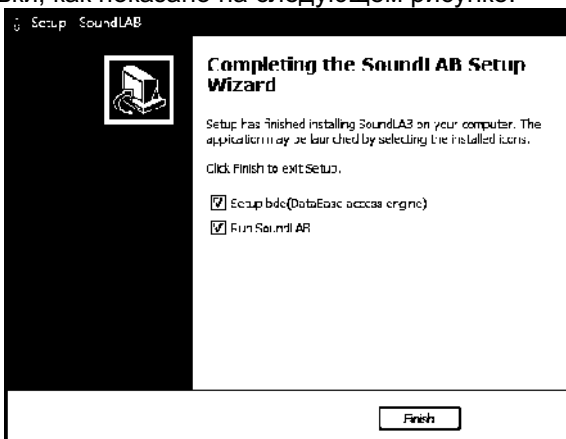 как показано на следующем рисунке.
Setup SoundLAB
Completing the SoundLAB Setup
Wizard
Setup has finished installing SoundLAB on your computer. The
application may be launched by selecting the installed icons.
Click Finish to exit Setup.
Setup bde(DataBase access engine)
Run SoundLAB
Finish